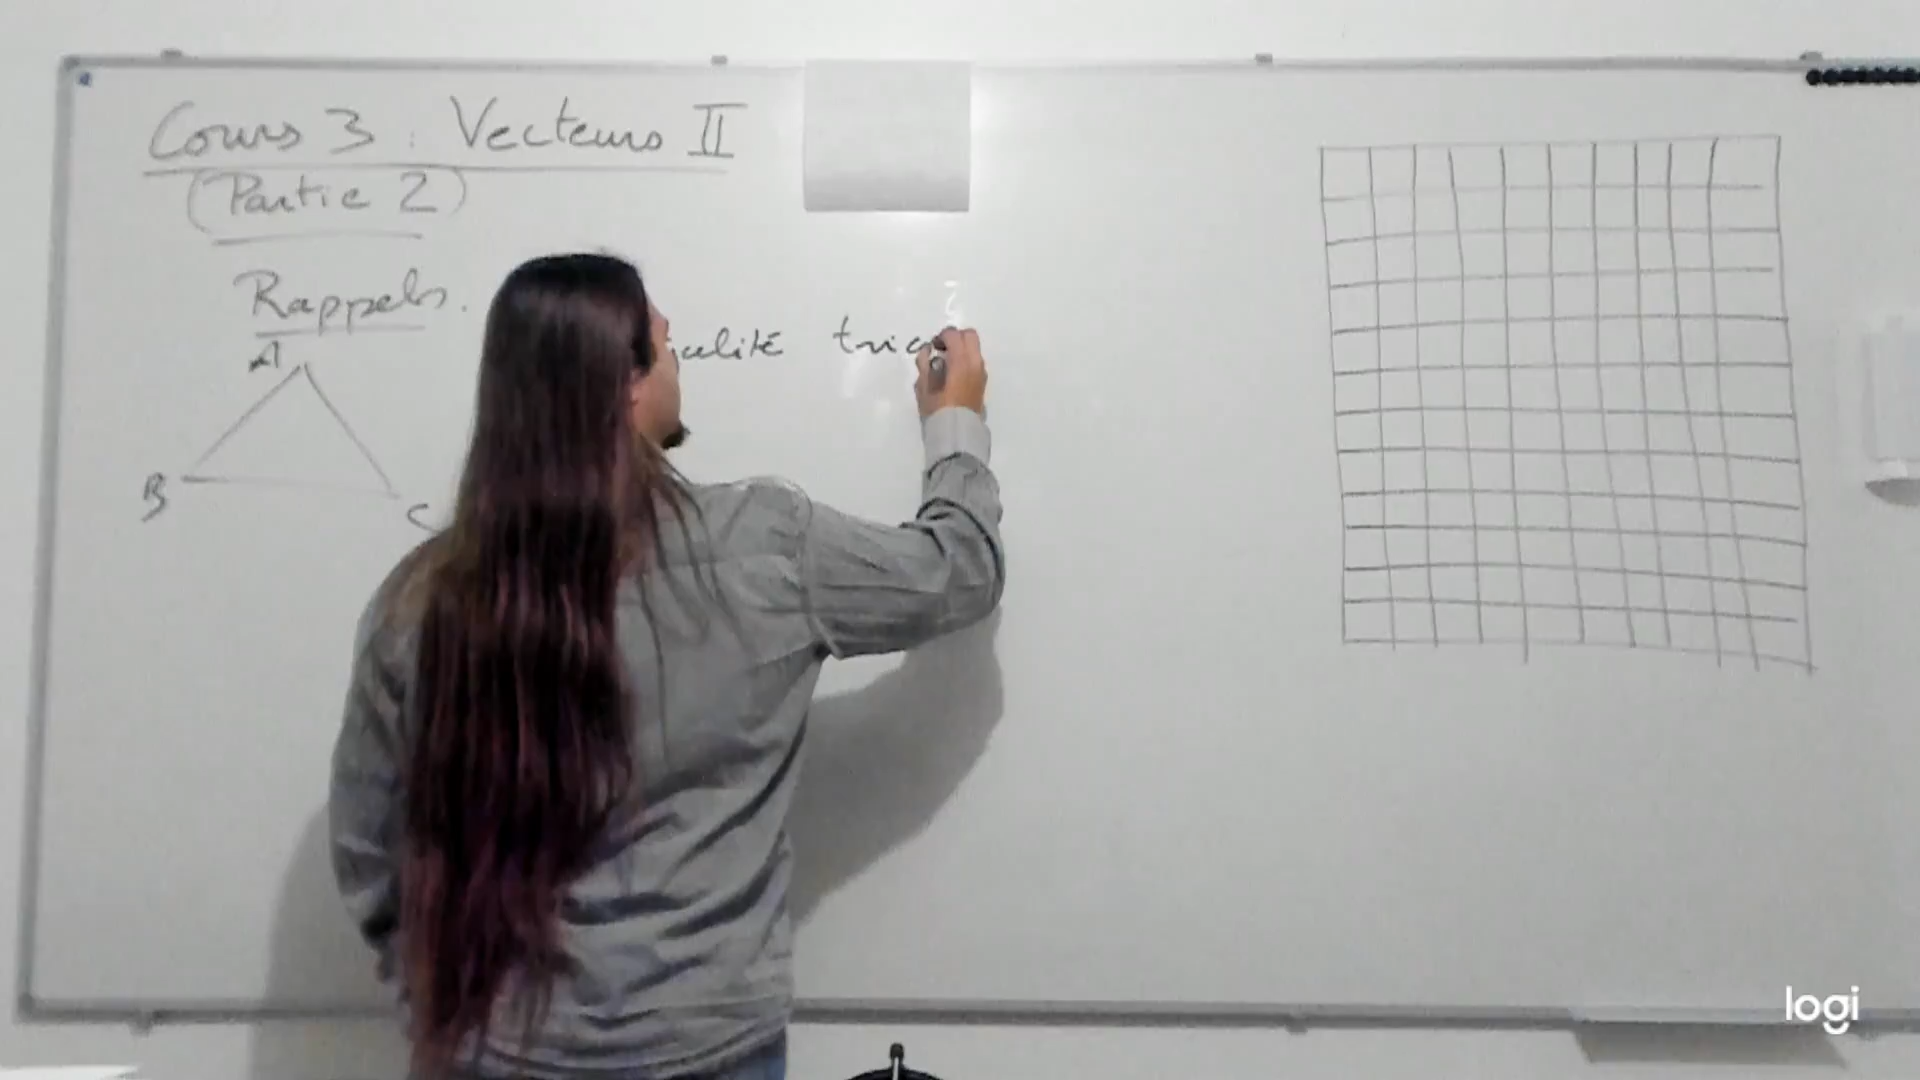 Cours 3 : Vecteurs II
(Partie 2)
Rappels.
A
B
C
logi